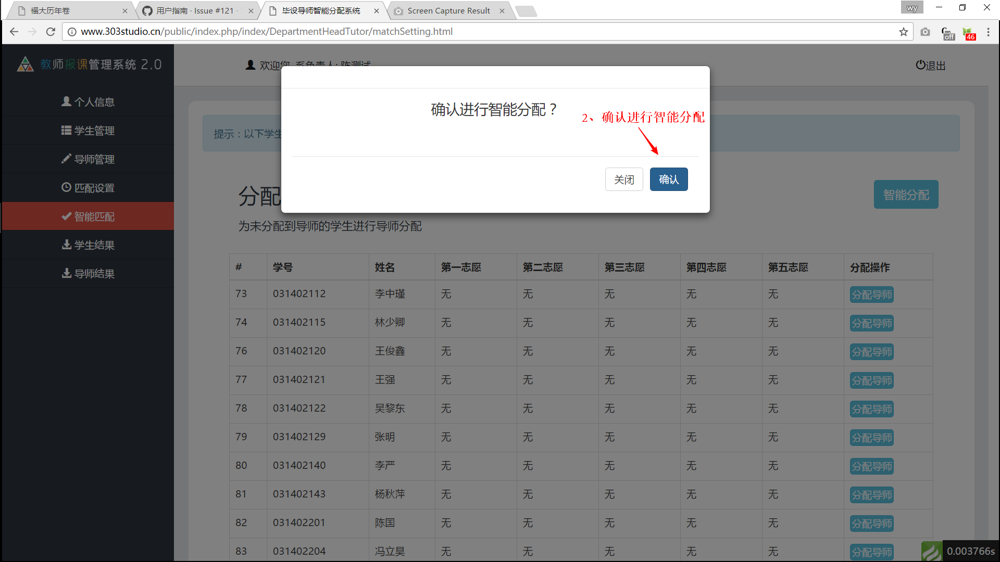 福大历年卷
用户指南 · Issue #121 ·
毕设导师智能分配系统
Screen Capture Result
wy
www.303studio.cn/public/index.php/index/DepartmentHeadTutor/matchSetting.html
off
46
教师报课管理系统 2.0
欢迎您, 系负责人: 陈测试
退出
个人信息
学生管理
导师管理
匹配设置
智能匹配
学生结果
导师结果
确认进行智能分配？
2、确认进行智能分配
提示：以下学生
关闭
确认
分配
智能分配
为未分配到导师的学生进行导师分配
# 学号 姓名 第一志愿 第二志愿 第三志愿 第四志愿 第五志愿 分配操作
73 031402112 李中瑾 无 无 无 无 无 分配导师
74 031402115 林少卿 无 无 无 无 无 分配导师
76 031402120 王俊鑫 无 无 无 无 无 分配导师
77 031402121 王强 无 无 无 无 无 分配导师
78 031402122 吴黎东 无 无 无 无 无 分配导师
79 031402129 张明 无 无 无 无 无 分配导师
80 031402140 李严 无 无 无 无 无 分配导师
81 031402143 杨秋萍 无 无 无 无 无 分配导师
82 031402201 陈国 无 无 无 无 无 分配导师
83 031402204 冯立昊 无 无 无 无 无 分配导师
0.003766s